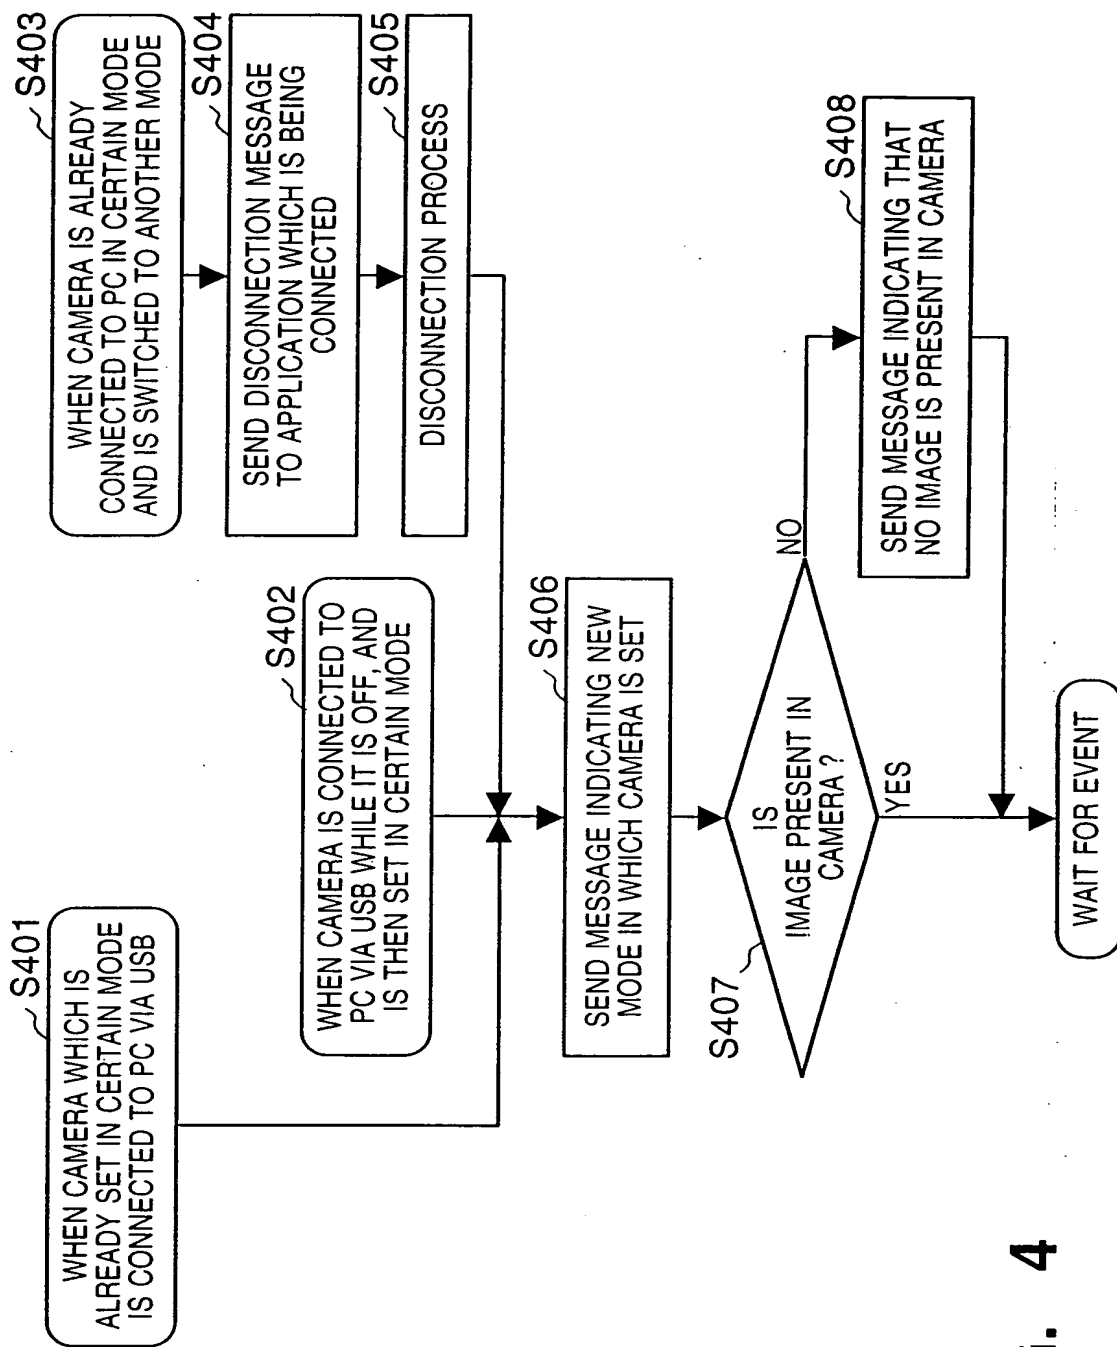 S401
WHEN CAMERA WHICH IS
ALREADY SET IN CERTAIN MODE
IS CONNECTED TO PC VIA USB
S402
WHEN CAMERA IS CONNECTED TO
PC VIA USB WHILE IT IS OFF, AND
IS THEN SET IN CERTAIN MODE
S403
WHEN CAMERA IS ALREADY
CONNECTED TO PC IN CERTAIN MODE
AND IS SWITCHED TO ANOTHER MODE
S404
SEND DISCONNECTION MESSAGE
TO APPLICATION WHICH IS BEING
CONNECTED
S405
DISCONNECTION PROCESS
S406
SEND MESSAGE INDICATING NEW
MODE IN WHICH CAMERA IS SET
S407
IS
IMAGE PRESENT IN
CAMERA ?
NO
YES
S408
SEND MESSAGE INDICATING THAT
NO IMAGE IS PRESENT IN CAMERA
WAIT FOR EVENT
4